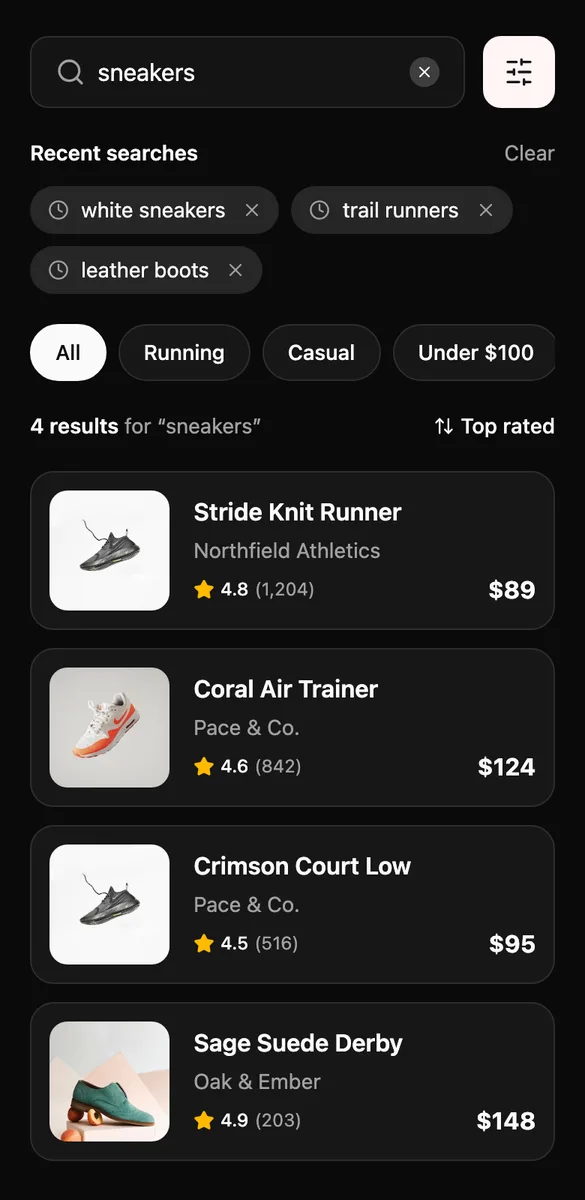 sneakers
Recent searches Clear
white sneakers trail runners
leather boots
All Running Casual Under $100
4 results for “sneakers” Top rated
Stride Knit Runner
Northfield Athletics
4.8 (1,204) $89
Coral Air Trainer
Pace & Co.
4.6 (842) $124
Crimson Court Low
Pace & Co.
4.5 (516) $95
Sage Suede Derby
Oak & Ember
4.9 (203) $148